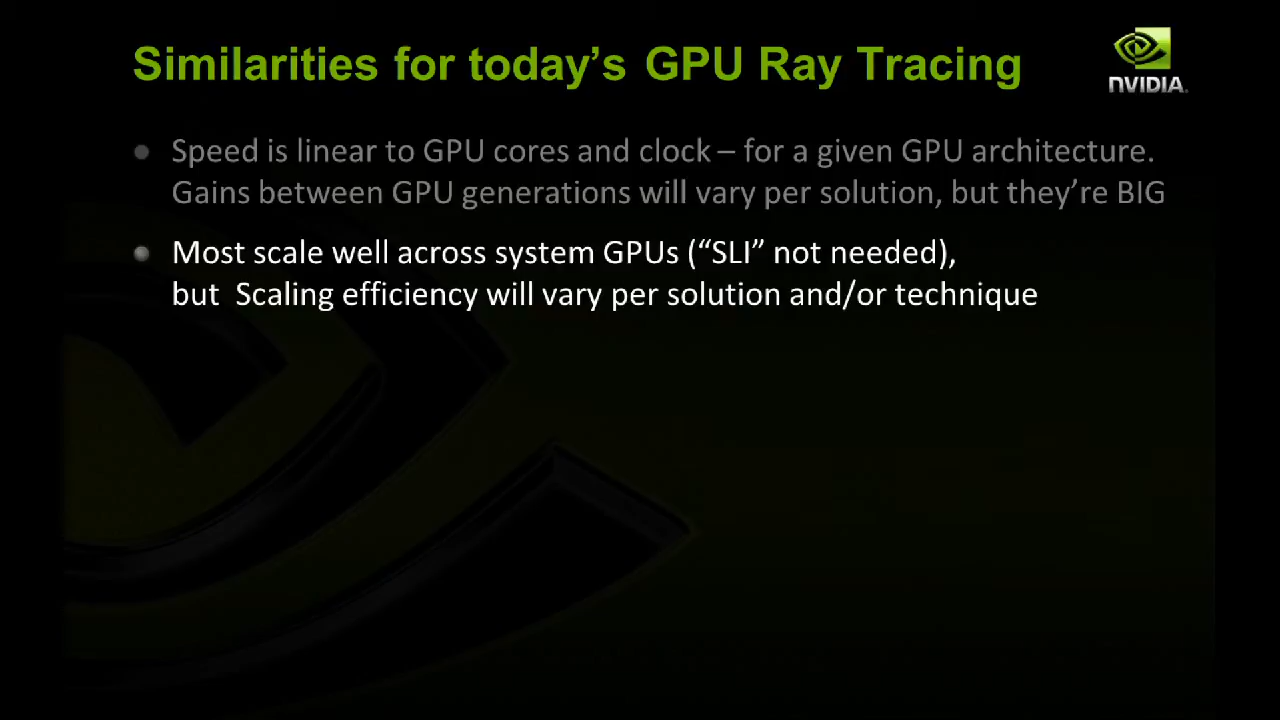 Similarities for today’s GPU Ray Tracing
NVIDIA.
Speed is linear to GPU cores and clock – for a given GPU architecture.
Gains between GPU generations will vary per solution, but they’re BIG
Most scale well across system GPUs (“SLI” not needed),
but  Scaling efficiency will vary per solution and/or technique